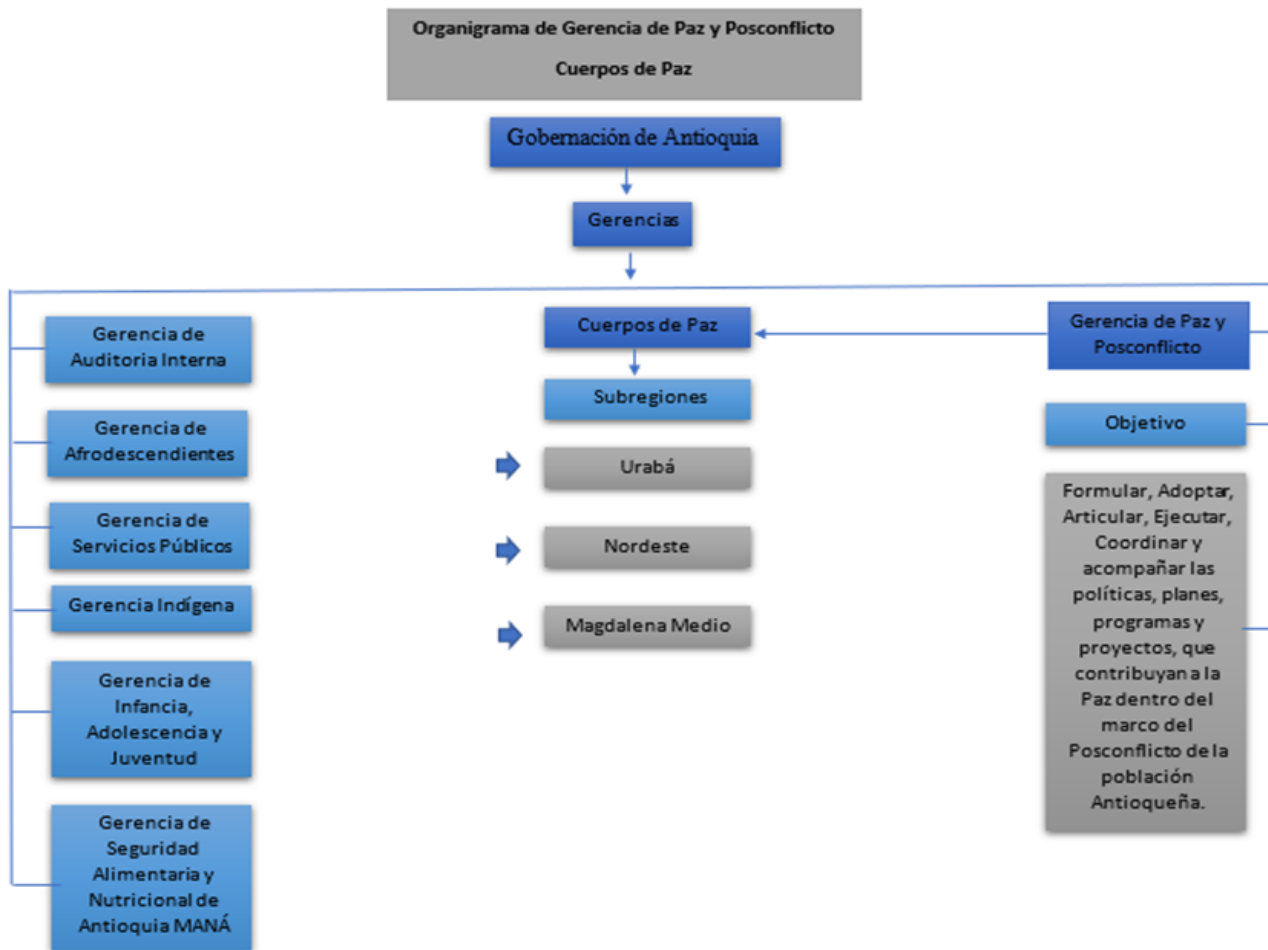 Organigrama de Gerencia de Paz y Posconflicto
Cuerpos de Paz
Gobernación de Antioquia
Gerencias
Gerencia de
Auditoria Interna
Gerencia de
Afrodescendientes
Gerencia de
Servicios Públicos
Gerencia Indígena
Gerencia de
Infancia,
Adolescencia y
Juventud
Gerencia de
Seguridad
Alimentaria y
Nutricional de
Antioquia MANÁ
Cuerpos de Paz
Subregiones
Urabá
Nordeste
Magdalena Medio
Gerencia de Paz y
Posconflicto
Objetivo
Formular, Adoptar,
Articular, Ejecutar,
Coordinar y
acompañar las
políticas, planes,
programas y
proyectos, que
contribuyan a la
Paz dentro del
marco del
Posconflicto de la
población
Antioqueña.